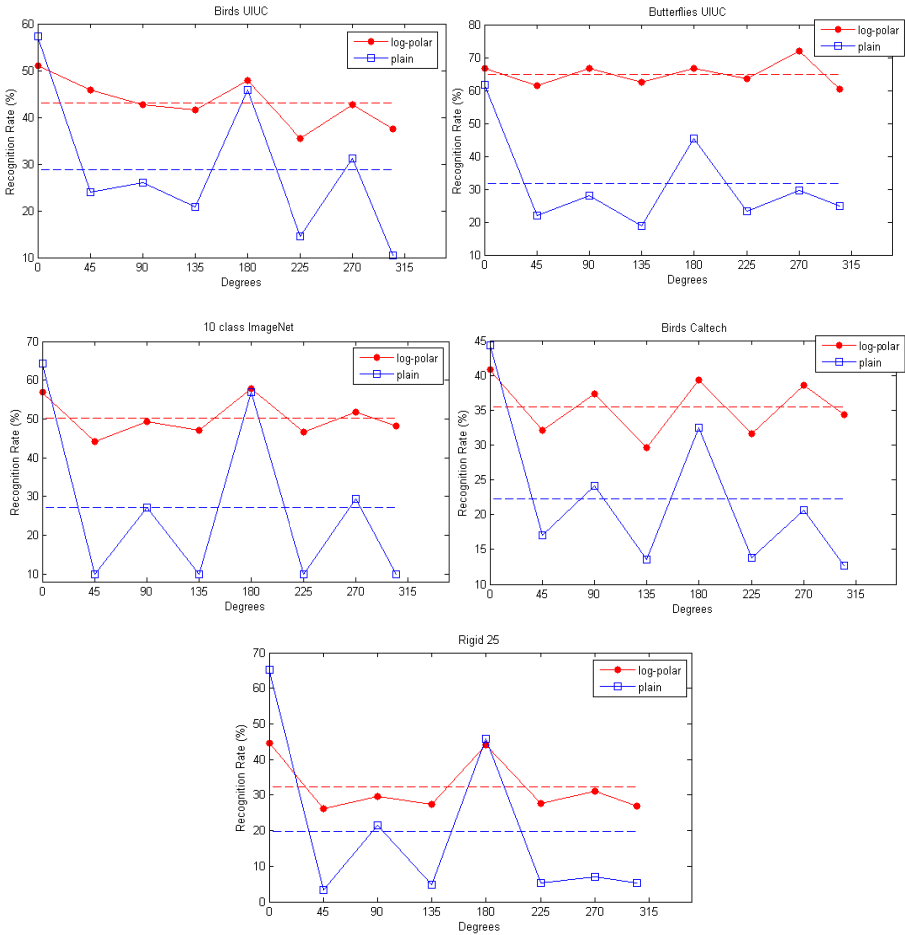 Birds UIUC
60
50
40
30
20
10
Recognition Rate (%)
log-polar
plain
0 45 90 135 180 225 270 315
Degrees
Butterflies UIUC
80
70
60
50
40
30
20
10
Recognition Rate (%)
log-polar
plain
0 45 90 135 180 225 270 315
Degrees
10 class ImageNet
70
60
50
40
30
20
10
Recognition Rate (%)
log-polar
plain
0 45 90 135 180 225 270 315
Degrees
Birds Caltech
45
40
35
30
25
20
15
10
Recognition Rate (%)
log-polar
plain
0 45 90 135 180 225 270 315
Degrees
Rigid 25
70
60
50
40
30
20
10
0
Recognition Rate (%)
log-polar
plain
0 45 90 135 180 225 270 315
Degrees